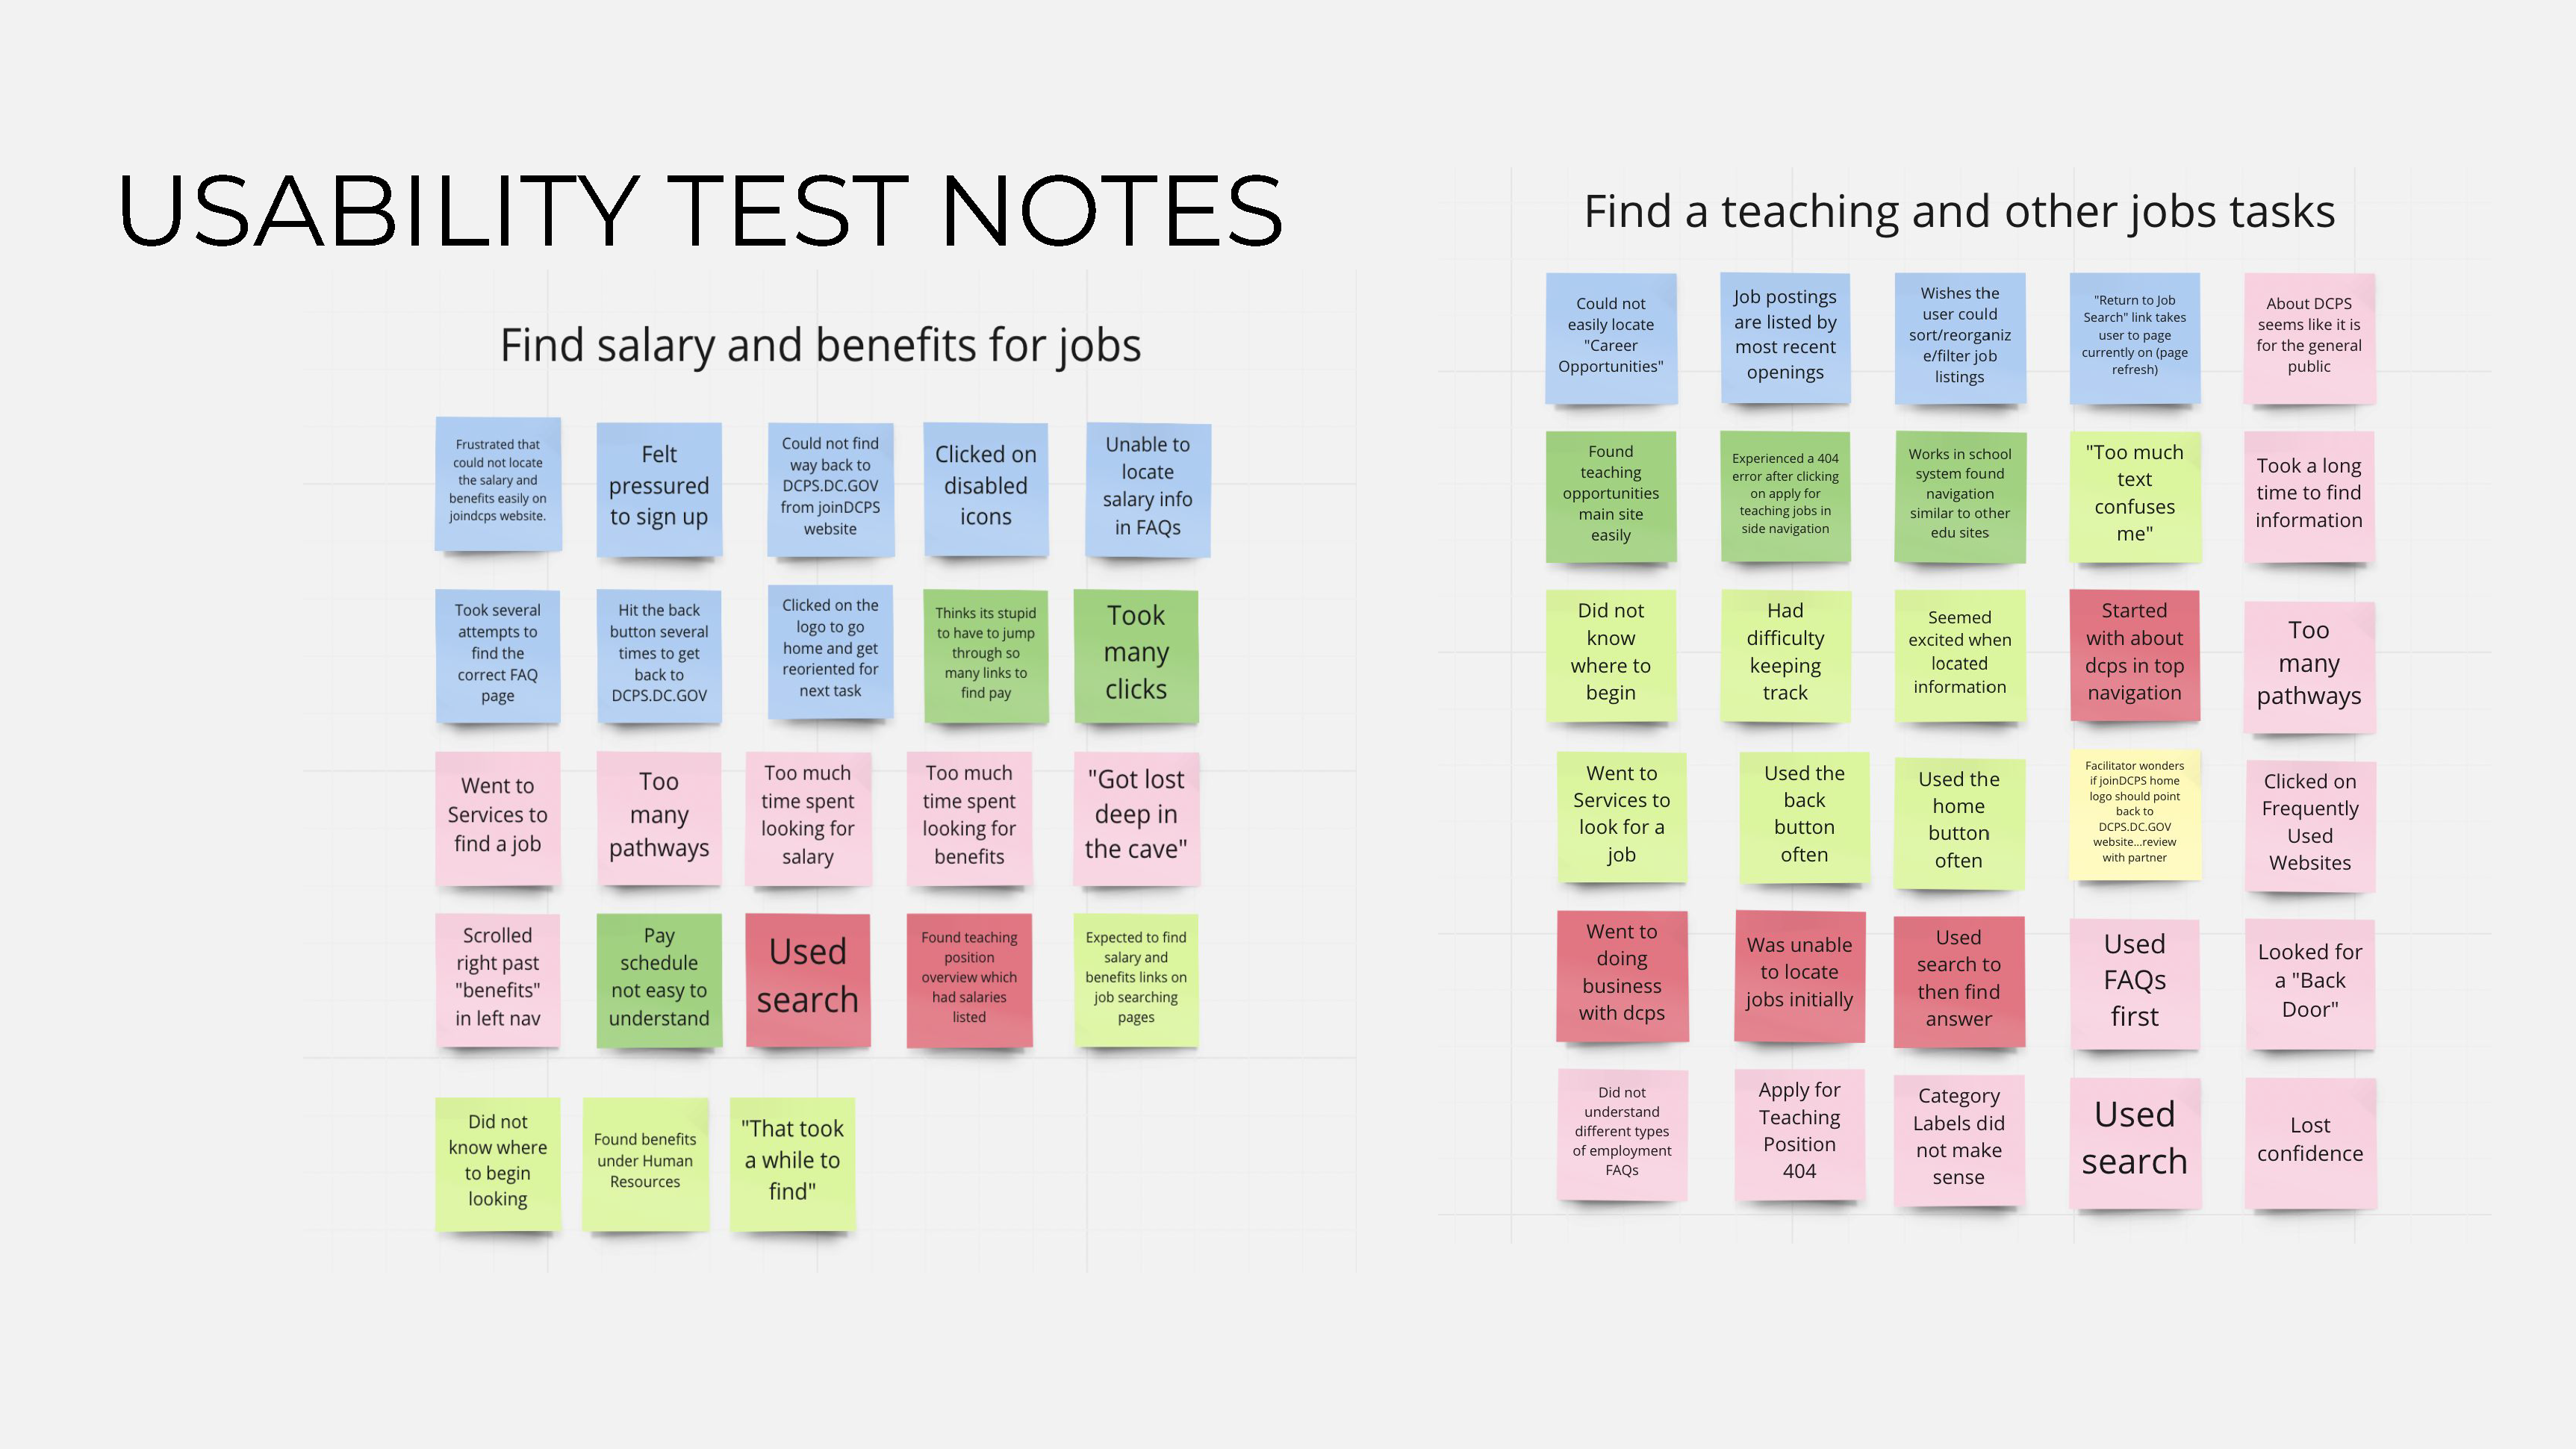 USABILITY TEST NOTES
Find salary and benefits for jobs
Frustrated that
could not locate
the salary and
benefits easily on
joindcps website.
Felt
pressured
to sign up
Could not find
way back to
DCPS.DC.GOV
from joinDCPS
website
Clicked on
disabled
icons
Unable to
locate
salary info
in FAQs
Took several
attempts to
find the
correct FAQ
page
Hit the back
button several
times to get
back to
DCPS.DC.GOV
Clicked on the
logo to go
home and get
reoriented for
next task
Thinks its stupid
to have to jump
through so
many links to
find pay
Took
many
clicks
Went to
Services to
find a job
Too
many
pathways
Too much
time spent
looking for
salary
Too much
time spent
looking for
benefits
"Got lost
deep in
the cave"
Scrolled
right past
"benefits"
in left nav
Pay
schedule
not easy to
understand
Used
search
Found teaching
position
overview which
had salaries
listed
Expected to find
salary and
benefits links on
job searching
pages
Did not
know where
to begin
looking
Found benefits
under Human
Resources
"That took
a while to
find"
Find a teaching and other jobs tasks
Could not
easily locate
"Career
Opportunities"
Job postings
are listed by
most recent
openings
Wishes the
user could
sort/reorganiz
e/filter job
listings
"Return to Job
Search" link takes
user to page
currently on (page
refresh)
About DCPS
seems like it is
for the general
public
Found
teaching
opportunities
main site
easily
Experienced a 404
error after clicking
on apply for
teaching jobs in
side navigation
Works in school
system found
navigation
similar to other
edu sites
"Too much
text
confuses
me"
Took a long
time to find
information
Did not
know
where to
begin
Had
difficulty
keeping
track
Seemed
excited when
located
information
Started
with about
dcps in top
navigation
Too
many
pathways
Went to
Services to
look for a
job
Used the
back
button
often
Used the
home
button
often
Facilitator wonders
if joinDCPS home
logo should point
back to
DCPS.DC.GOV
website...review
with partner
Clicked on
Frequently
Used
Websites
Went to
doing
business
with dcps
Was unable
to locate
jobs initially
Used
search to
then find
answer
Used
FAQs
first
Looked for
a "Back
Door"
Did not
understand
different types
of employment
FAQs
Apply for
Teaching
Position
404
Category
Labels did
not make
sense
Used
search
Lost
confidence